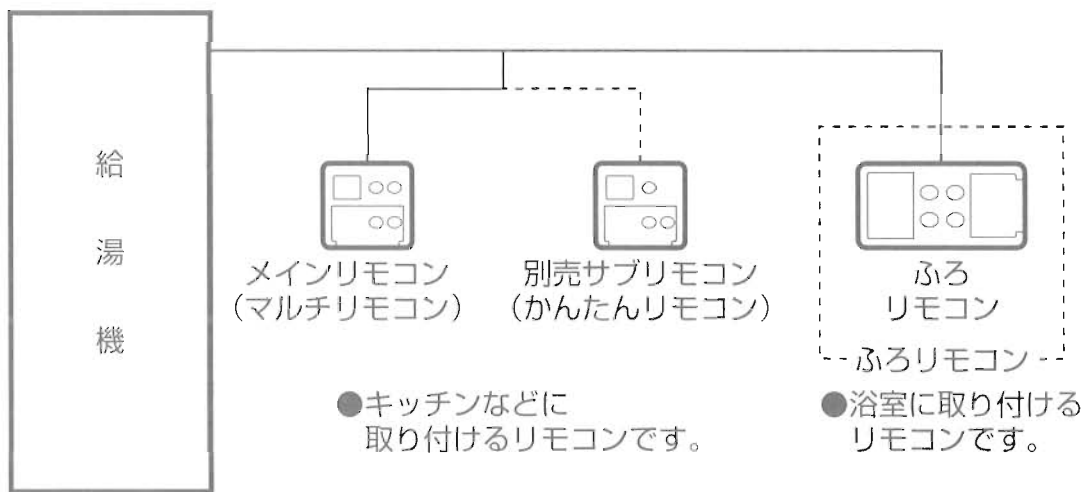 給湯機
メインリモコン
（マルチリモコン）
別売サブリモコン
（かんたんリモコン）
ふろ
リモコン
ふろリモコン
●キッチンなどに
取り付けるリモコンです。
●浴室に取り付ける
リモコンです。